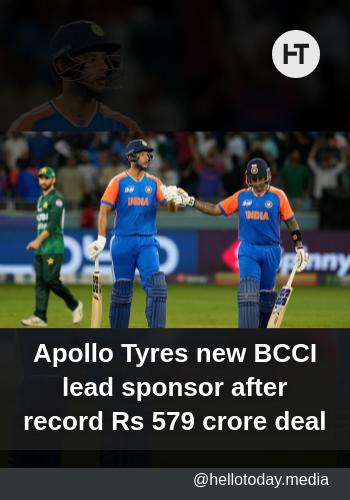 HT
INDIA
INDIA
Apollo Tyres new BCCI
lead sponsor after
record Rs 579 crore deal
@hellotoday.media